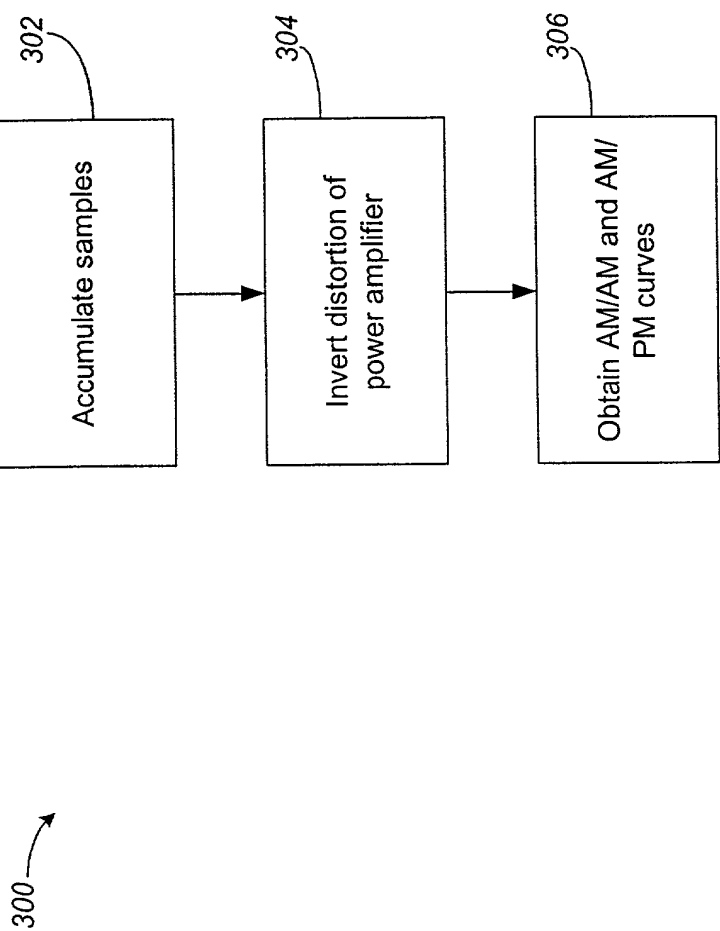 300
302
Accumulate samples
304
Invert distortion of
power amplifier
306
Obtain AM/AM and AM/
PM curves